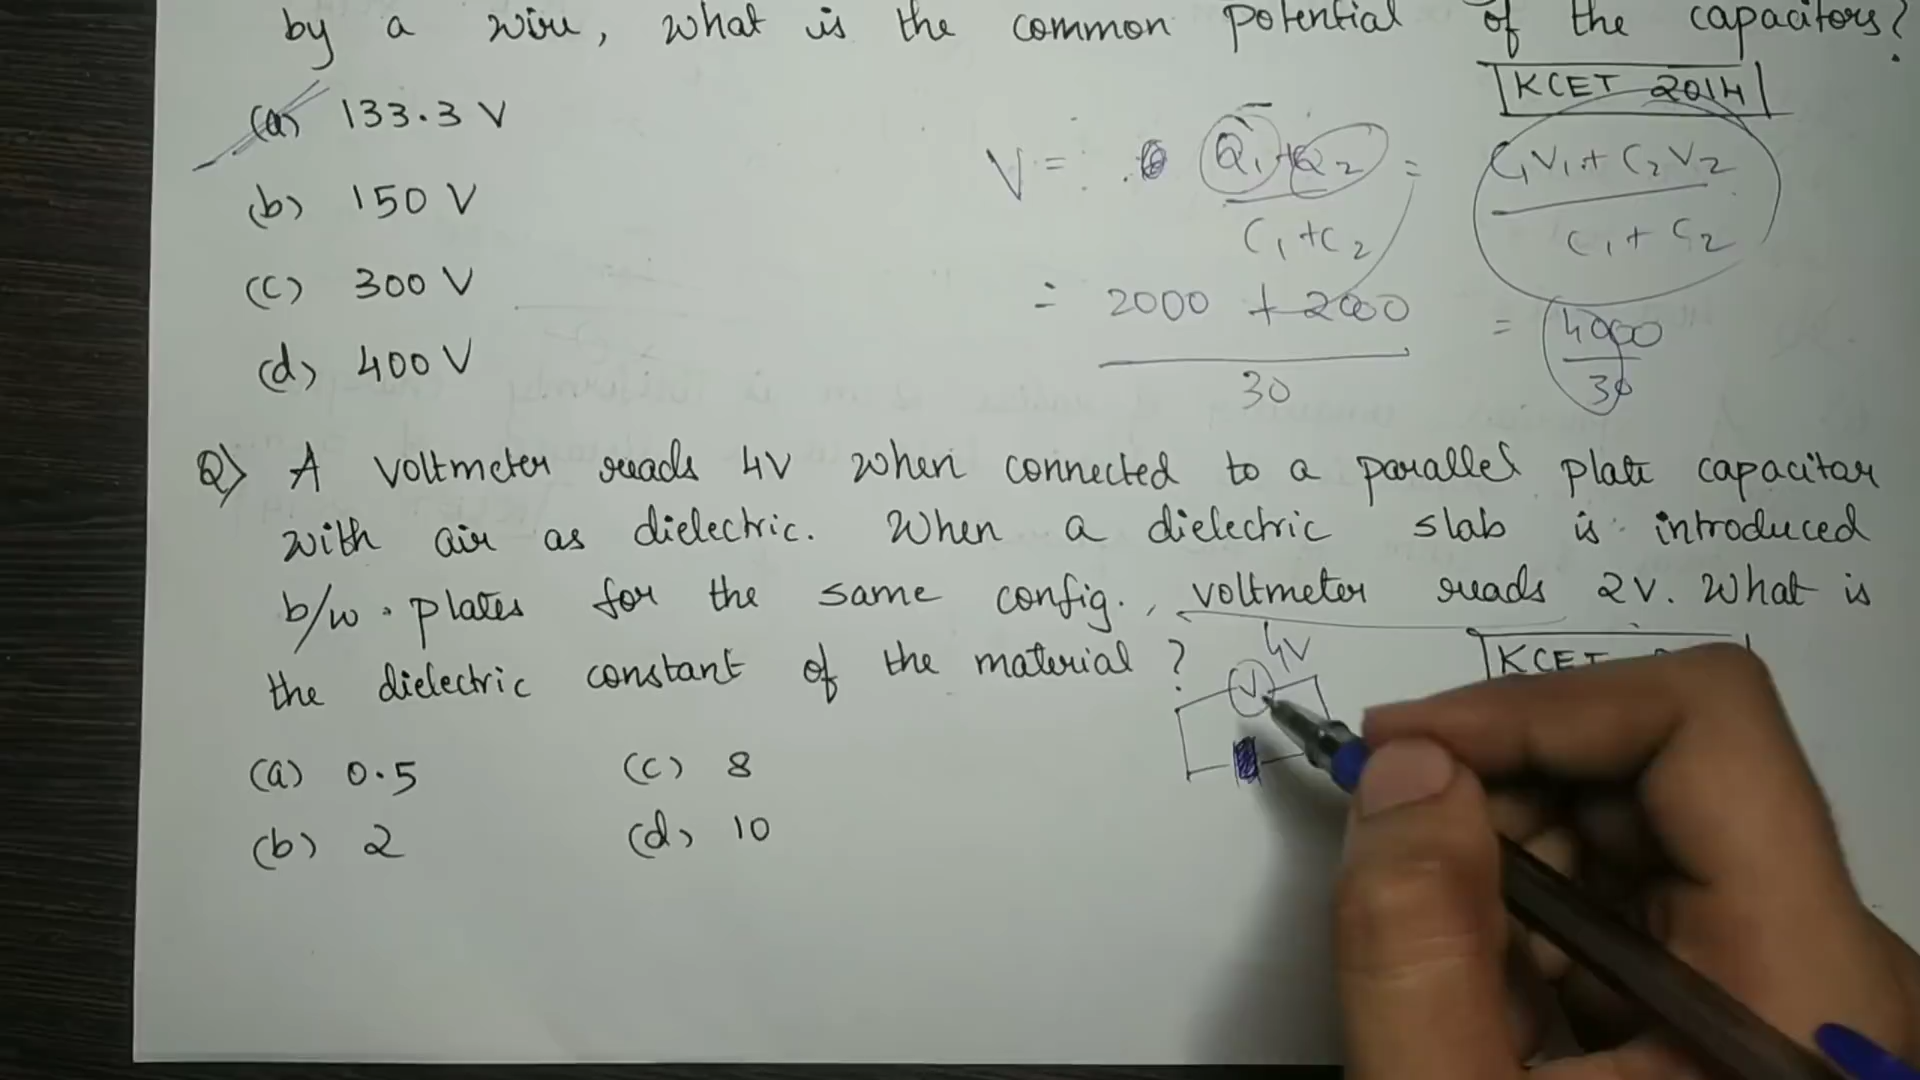 by a wire, what is the common potential of the capacitors?
KCET 2014
(a) 133.3 V
(b) 150 V
(c) 300 V
(d) 400 V
V = Q1+Q2 / C1+C2 = C1V1 + C2V2 / C1 + C2
= 2000 + 2000 / 30 = 4000 / 30
Q) A voltmeter reads 4V when connected to a parallel plate capacitor
with air as dielectric. When a dielectric slab is introduced
b/w plates for the same config., voltmeter reads 2V. What is
the dielectric constant of the material ?
KCET
4V
V
(a) 0.5
(c) 8
(b) 2
(d) 10